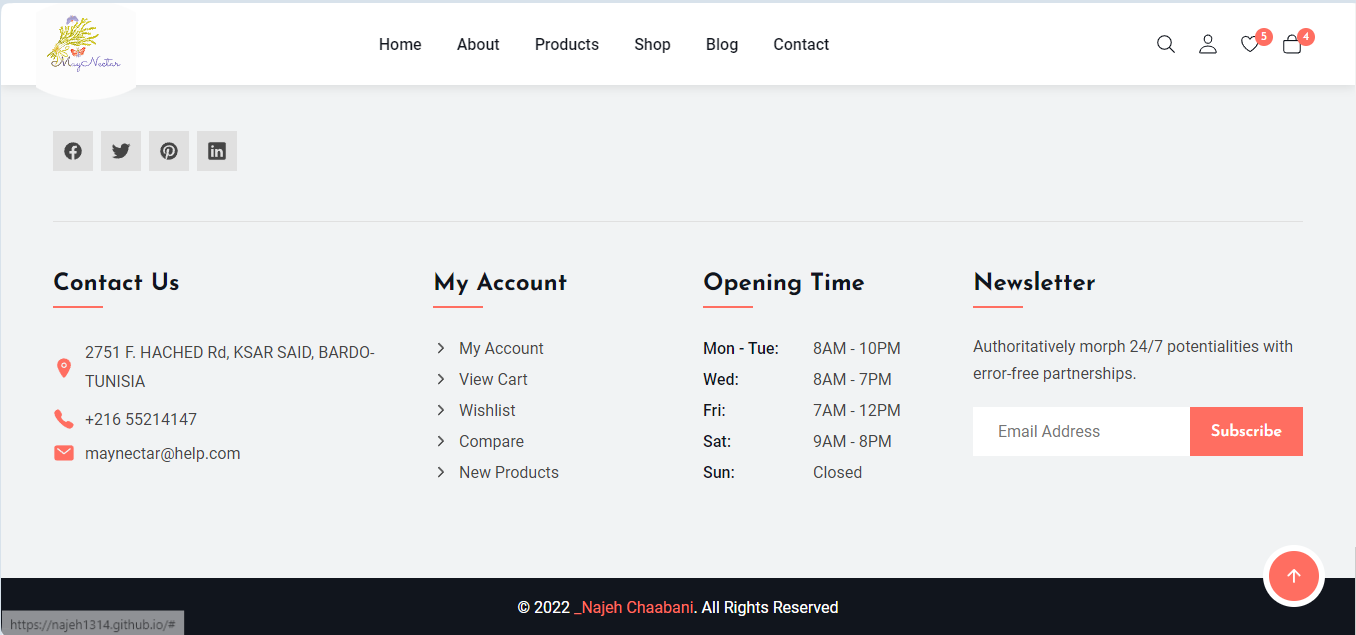 MayNectar
Home About Products Shop Blog Contact
5
4
Contact Us
2751 F. HACHED Rd, KSAR SAID, BARDO-
TUNISIA
+216 55214147
maynectar@help.com
My Account
My Account
View Cart
Wishlist
Compare
New Products
Opening Time
Mon - Tue: 8AM - 10PM
Wed: 8AM - 7PM
Fri: 7AM - 12PM
Sat: 9AM - 8PM
Sun: Closed
Newsletter
Authoritatively morph 24/7 potentialities with
error-free partnerships.
Email Address
Subscribe
© 2022 _Najeh Chaabani. All Rights Reserved
https://najeh1314.github.io/#